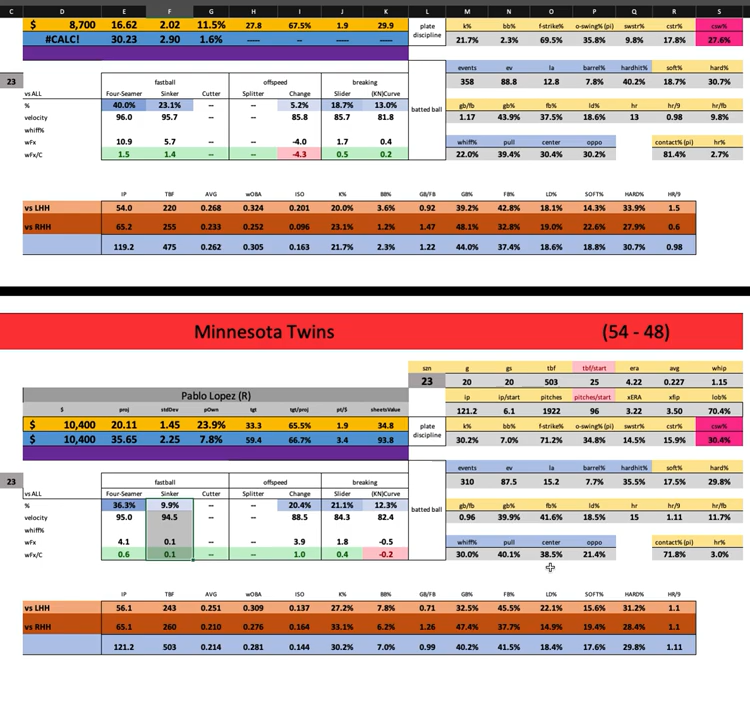 C D E F G H I J K L M N O P Q R S
$ 8,700 16.62 2.02 11.5% 27.8 67.5% 1.9 29.9 plate discipline k% bb% f-strike% o-swing% (pi) swstr% cstr% csw%
#CALC! 30.23 2.90 1.6% ---- -- ---- ---- 21.7% 2.3% 69.5% 35.8% 9.8% 17.8% 27.6%
events ev la barrel% hardhit% soft% hard%
23 fastball offspeed breaking 358 88.8 12.8 7.8% 40.2% 18.7% 30.7%
vs ALL Four-Seamer Sinker Cutter Splitter Change Slider (KN)Curve batted ball
% 40.0% 23.1% -- -- 5.2% 18.7% 13.0% gb/fb gb% fb% ld% hr hr/9 hr/fb
velocity 96.0 95.7 -- -- 85.8 85.7 81.8 1.17 43.9% 37.5% 18.6% 13 0.98 9.8%
whiff%
wFx 10.9 5.7 -- -- -4.0 1.7 0.4 whiff% pull center oppo contact% (pi) hr%
wFx/C 1.5 1.4 -- -- -4.3 0.5 0.2 22.0% 39.4% 30.4% 30.2% 81.4% 2.7%
IP TBF AVG wOBA ISO K% BB% GB/FB GB% FB% LD% SOFT% HARD% HR/9
vs LHH 54.0 220 0.268 0.324 0.201 20.0% 3.6% 0.92 39.2% 42.8% 18.1% 14.3% 33.9% 1.5
vs RHH 65.2 255 0.233 0.252 0.096 23.1% 1.2% 1.47 48.1% 32.8% 19.0% 22.6% 27.9% 0.6
119.2 475 0.262 0.305 0.163 21.7% 2.3% 1.22 44.0% 37.4% 18.6% 18.8% 30.7% 0.98
Minnesota Twins (54 - 48)
szn g gs tbf tbf/start era avg whip
23 20 20 503 25 4.22 0.227 1.15
Pablo Lopez (R) ip ip/start pitches pitches/start xERA xfip lob%
$ proj stdDev pOwn tgt tgt/proj pt/$ sheetsValue 121.2 6.1 1922 96 3.22 3.50 70.4%
$ 10,400 20.11 1.45 23.9% 33.3 65.5% 1.9 34.8 plate discipline k% bb% f-strike% o-swing% (pi) swstr% cstr% csw%
$ 10,400 35.65 2.25 7.8% 59.4 66.7% 3.4 93.8 30.2% 7.0% 71.2% 34.8% 14.5% 15.9% 30.4%
events ev la barrel% hardhit% soft% hard%
23 fastball offspeed breaking 310 87.5 15.2 7.7% 35.5% 17.5% 29.8%
vs ALL Four-Seamer Sinker Cutter Splitter Change Slider (KN)Curve batted ball
% 36.3% 9.9% -- -- 20.4% 21.1% 12.3% gb/fb gb% fb% ld% hr hr/9 hr/fb
velocity 95.0 94.5 -- -- 88.5 84.3 82.4 0.96 39.9% 41.6% 18.5% 15 1.11 11.7%
whiff%
wFx 4.1 0.1 -- -- 3.9 1.8 -0.5 whiff% pull center oppo contact% (pi) hr%
wFx/C 0.6 0.1 -- -- 1.0 0.4 -0.2 30.0% 40.1% 38.5% 21.4% 71.8% 3.0%
IP TBF AVG wOBA ISO K% BB% GB/FB GB% FB% LD% SOFT% HARD% HR/9
vs LHH 56.1 243 0.251 0.309 0.137 27.2% 7.8% 0.71 32.5% 45.5% 22.1% 15.6% 31.2% 1.1
vs RHH 65.1 260 0.210 0.276 0.164 33.1% 6.2% 1.26 47.4% 37.7% 14.9% 19.4% 28.4% 1.1
121.2 503 0.214 0.281 0.144 30.2% 7.0% 0.99 40.2% 41.5% 18.4% 17.6% 29.8% 1.11